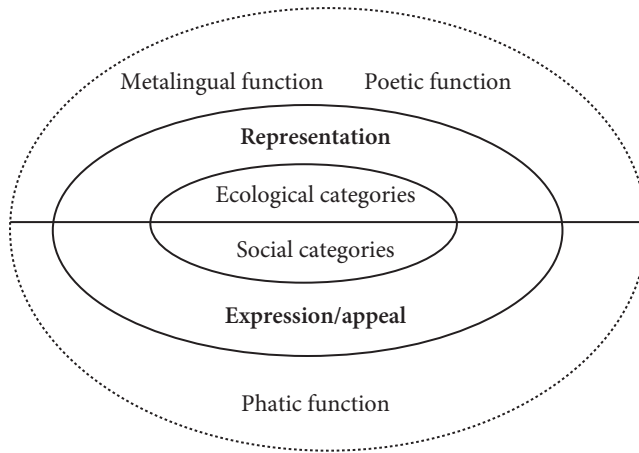 Metalingual function Poetic function
Representation
Ecological categories
Social categories
Expression/appeal
Phatic function